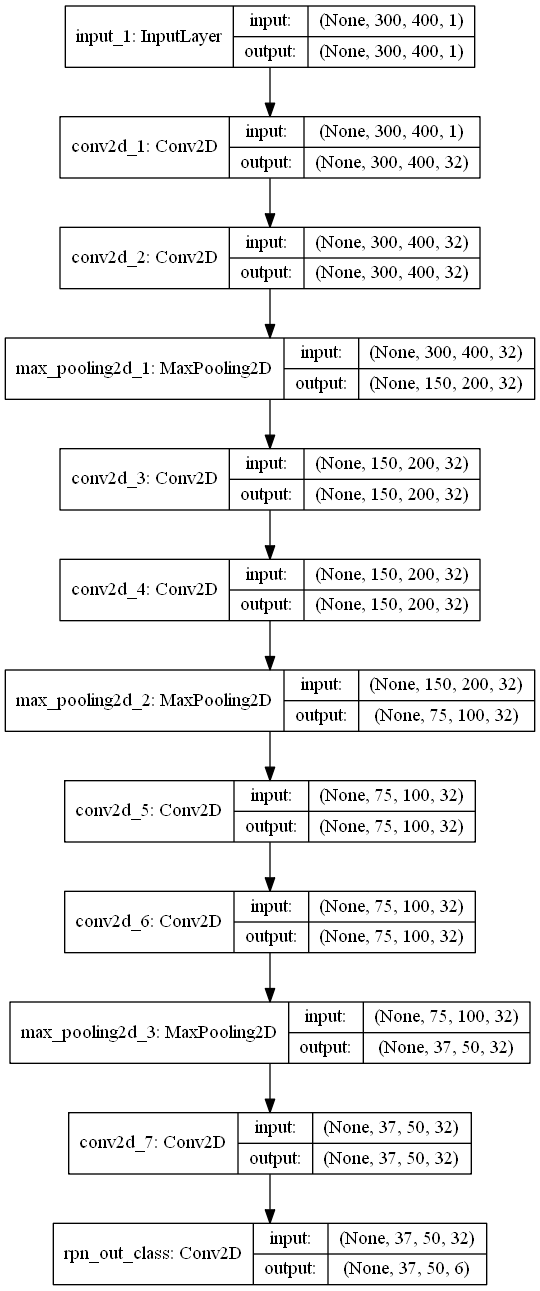 input_1: InputLayer
input: (None, 300, 400, 1)
output: (None, 300, 400, 1)
conv2d_1: Conv2D
input: (None, 300, 400, 1)
output: (None, 300, 400, 32)
conv2d_2: Conv2D
input: (None, 300, 400, 32)
output: (None, 300, 400, 32)
max_pooling2d_1: MaxPooling2D
input: (None, 300, 400, 32)
output: (None, 150, 200, 32)
conv2d_3: Conv2D
input: (None, 150, 200, 32)
output: (None, 150, 200, 32)
conv2d_4: Conv2D
input: (None, 150, 200, 32)
output: (None, 150, 200, 32)
max_pooling2d_2: MaxPooling2D
input: (None, 150, 200, 32)
output: (None, 75, 100, 32)
conv2d_5: Conv2D
input: (None, 75, 100, 32)
output: (None, 75, 100, 32)
conv2d_6: Conv2D
input: (None, 75, 100, 32)
output: (None, 75, 100, 32)
max_pooling2d_3: MaxPooling2D
input: (None, 75, 100, 32)
output: (None, 37, 50, 32)
conv2d_7: Conv2D
input: (None, 37, 50, 32)
output: (None, 37, 50, 32)
rpn_out_class: Conv2D
input: (None, 37, 50, 32)
output: (None, 37, 50, 6)